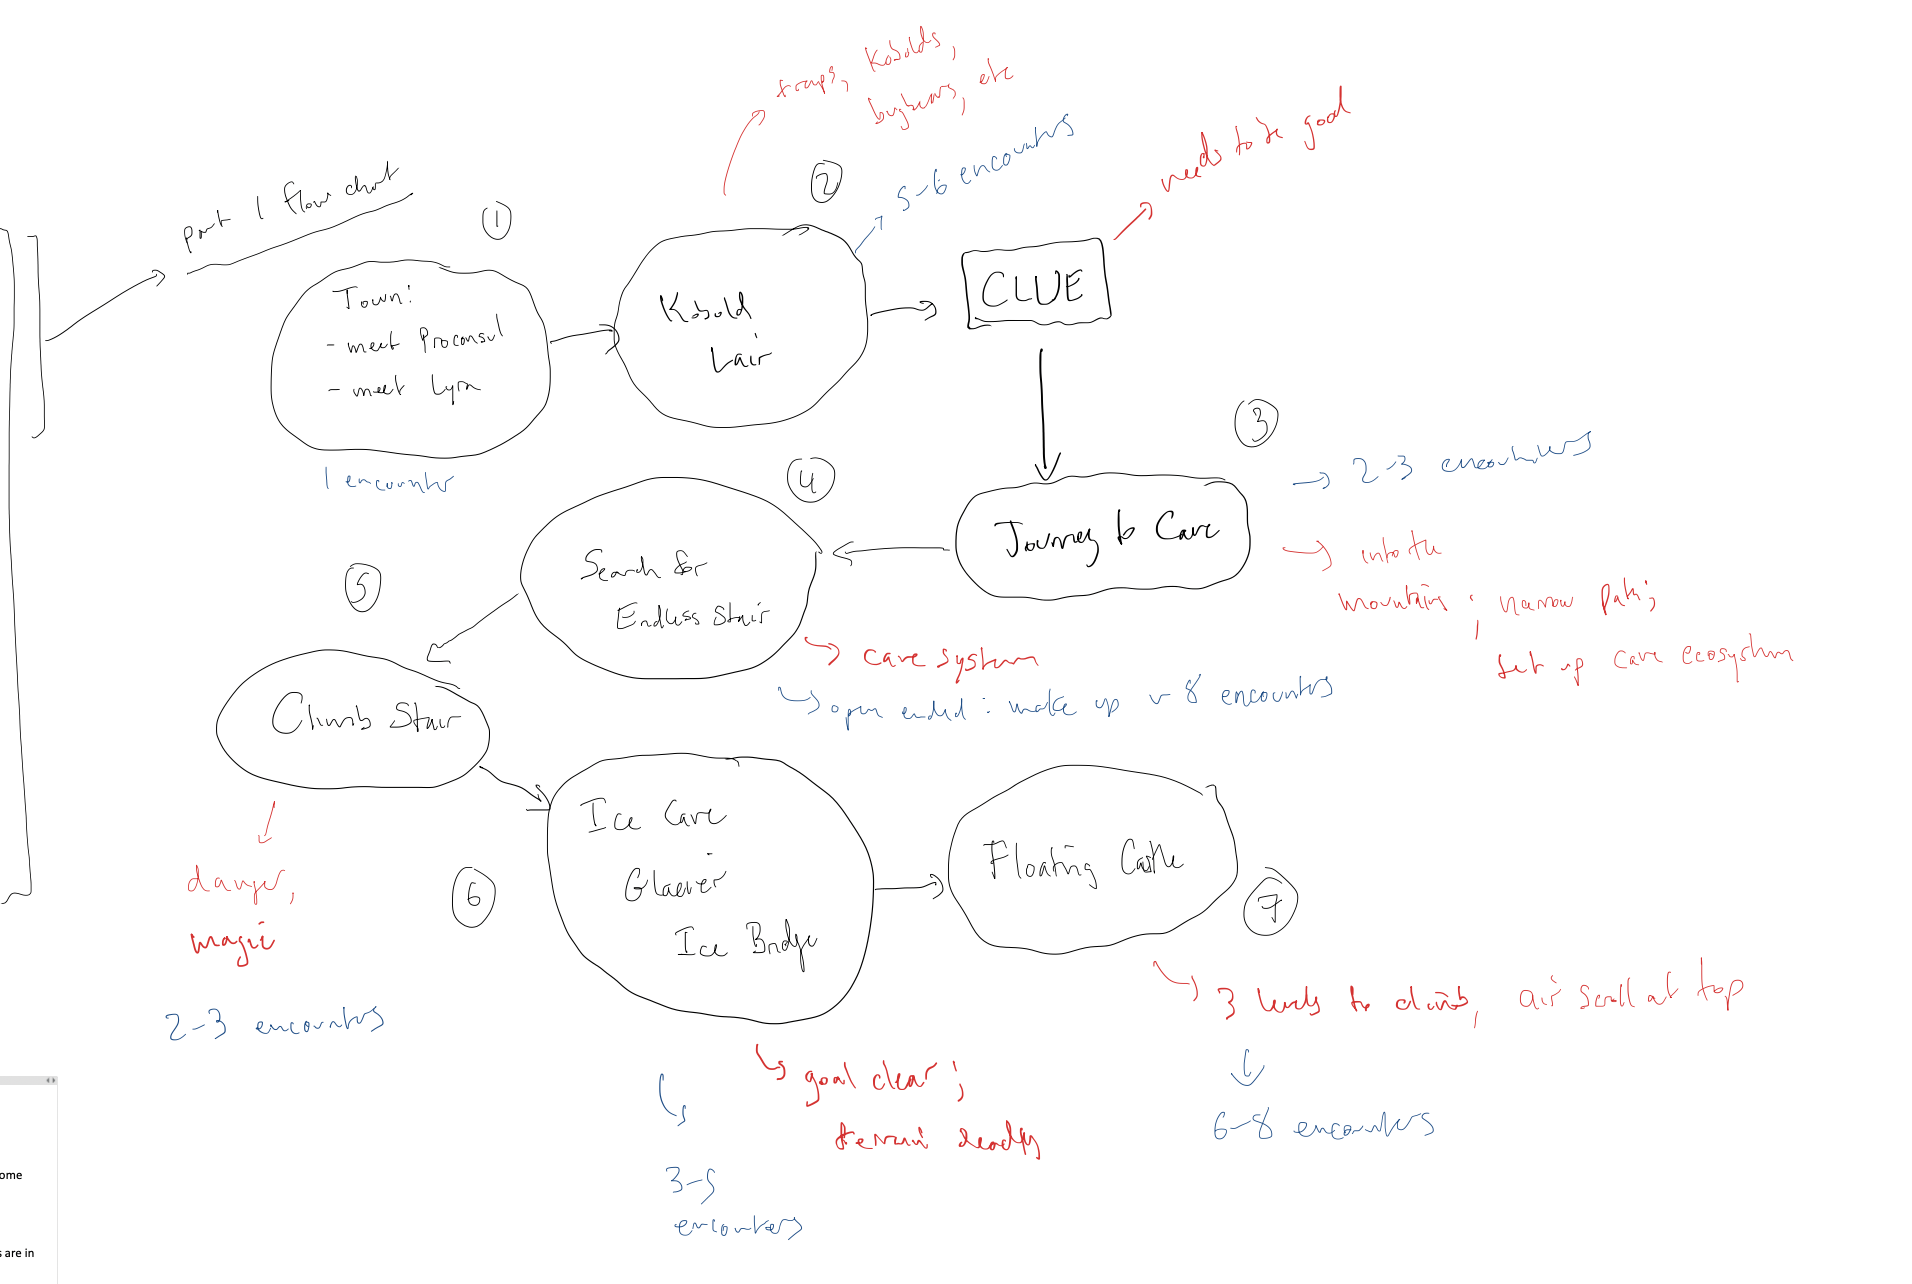 part 1 flow chart
①
Town:
- meet Proconsul
- meet Lyra
1 encounter
②
Kobold
Lair
traps, Kobolds,
bugbears, etc
5-6 encounters
CLUE
needs to be good
③
Journey to Cave
→ 2-3 encounters
→ into the
mountains; narrow path;
set up cave ecosystem
④
Search for
Endless Stair
cave system
open ended: make up ~ 8 encounters
⑤
Climb Stair
danger,
magic
2-3 encounters
⑥
Ice Cave
Glacier
Ice Bridge
goal clear;
terrain deadly
3-5
encounters
Floating Castle
⑦
3 levels to climb, air scroll at top
6-8 encounters
ome
s are in